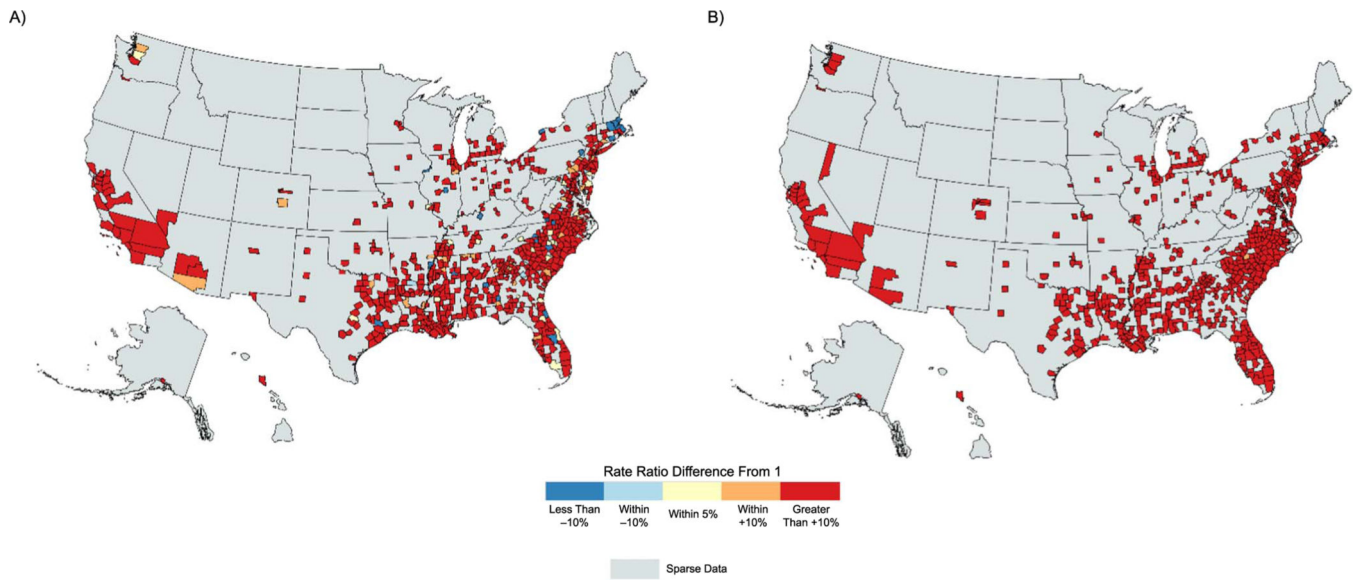 A)
B)
Rate Ratio Difference From 1
Less Than
–10%
Within
–10%
Within 5%
Within
+10%
Greater
Than +10%
Sparse Data